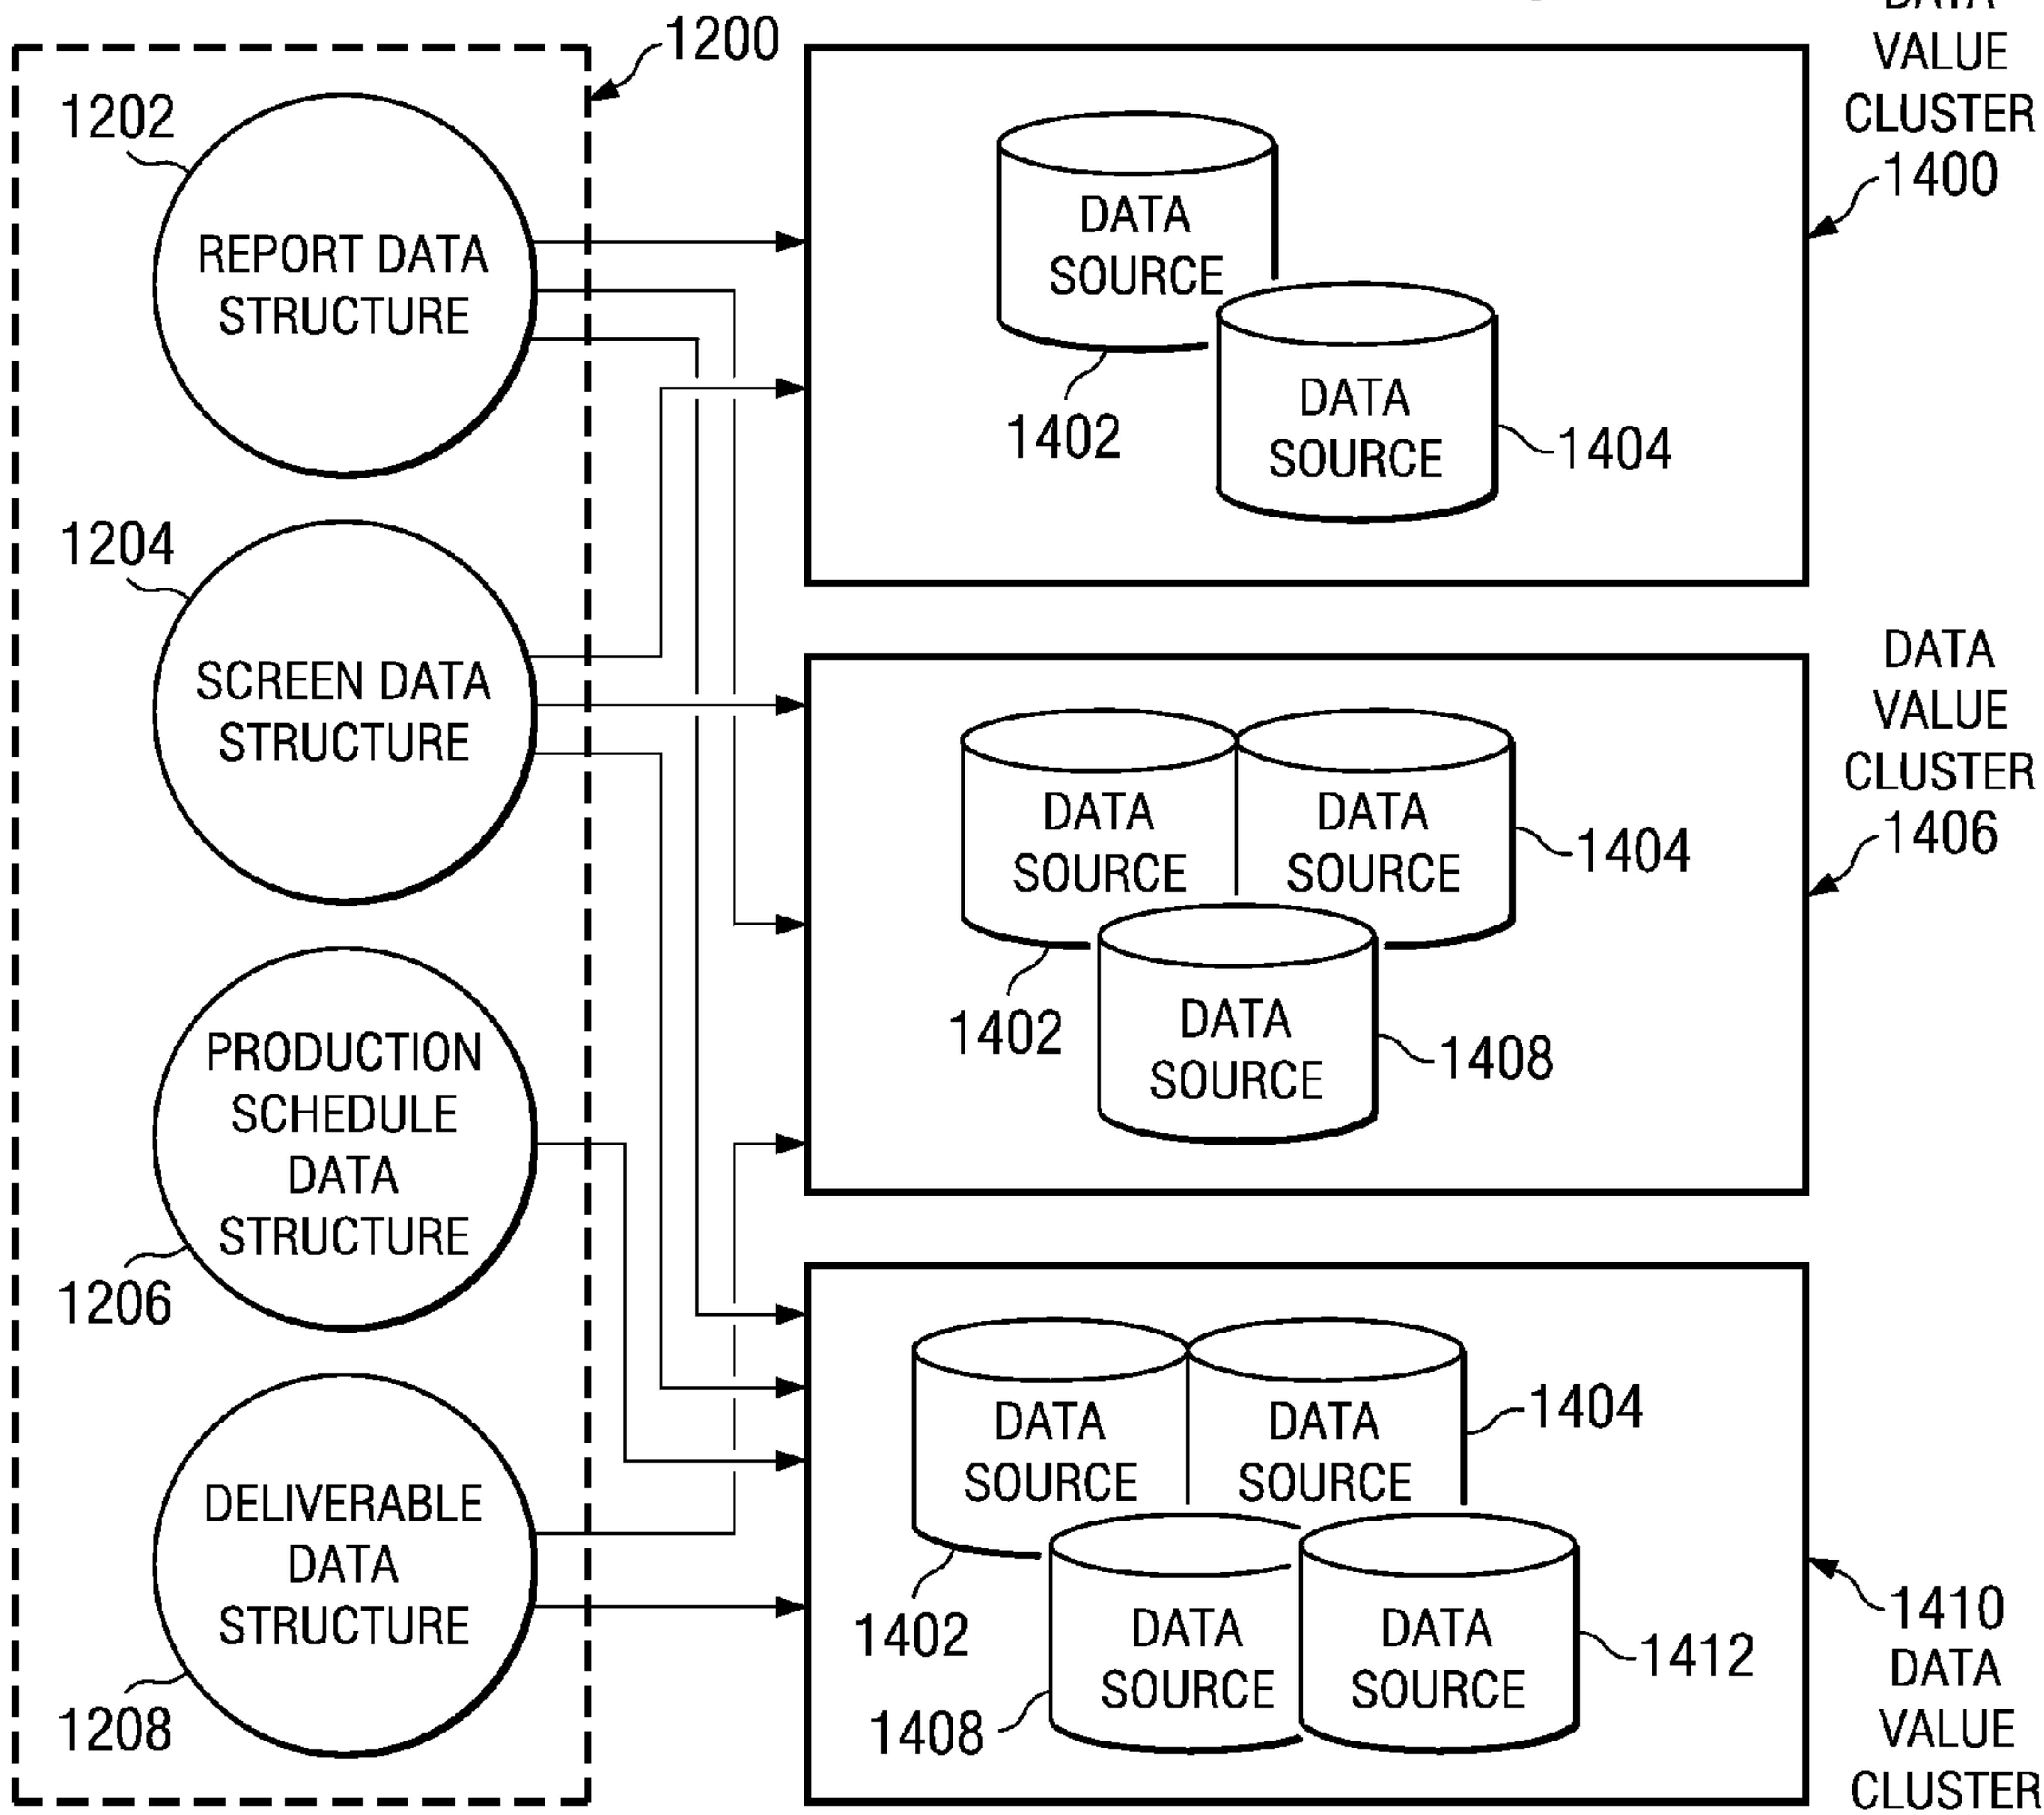 1200
1202
REPORT DATA
STRUCTURE
1204
SCREEN DATA
STRUCTURE
PRODUCTION
SCHEDULE
DATA
STRUCTURE
1206
DELIVERABLE
DATA
STRUCTURE
1208
DATA
VALUE
CLUSTER
1400
DATA
SOURCE
1402
DATA
SOURCE
1404
DATA
VALUE
CLUSTER
1406
DATA
SOURCE
1402
DATA
SOURCE
1404
DATA
SOURCE
1408
DATA
SOURCE
1402
DATA
SOURCE
1404
DATA
SOURCE
1408
DATA
SOURCE
1412
1410
DATA
VALUE
CLUSTER